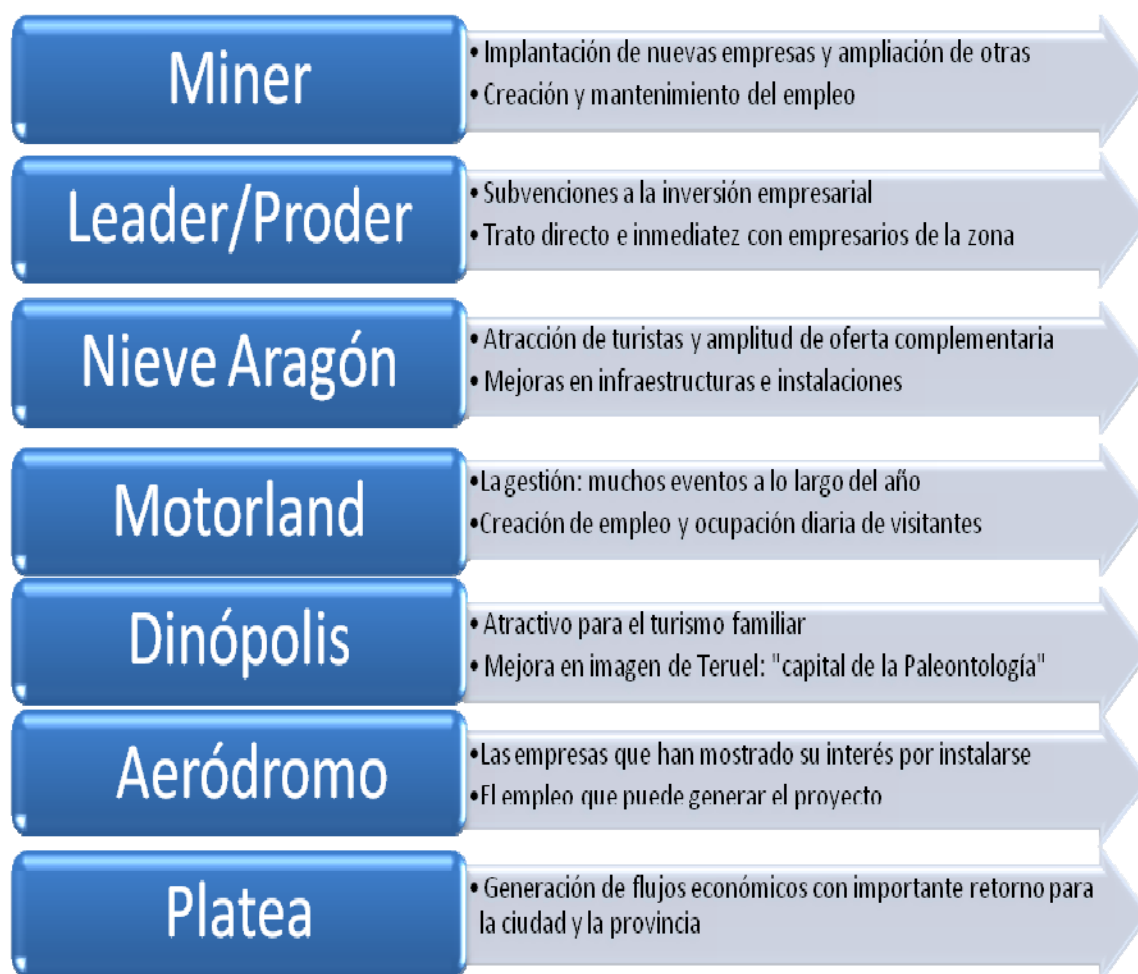 Miner
• Implantación de nuevas empresas y ampliación de otras
• Creación y mantenimiento del empleo
Leader/Proder
• Subvenciones a la inversión empresarial
• Trato directo e inmediatez con empresarios de la zona
Nieve Aragón
• Atracción de turistas y amplitud de oferta complementaria
• Mejoras en infraestructuras e instalaciones
Motorland
•La gestión: muchos eventos a lo largo del año
•Creación de empleo y ocupación diaria de visitantes
Dinópolis
• Atractivo para el turismo familiar
• Mejora en imagen de Teruel: "capital de la Paleontología"
Aeródromo
•Las empresas que han mostrado su interés por instalarse
•El empleo que puede generar el proyecto
Platea
• Generación de flujos económicos con importante retorno para
la ciudad y la provincia